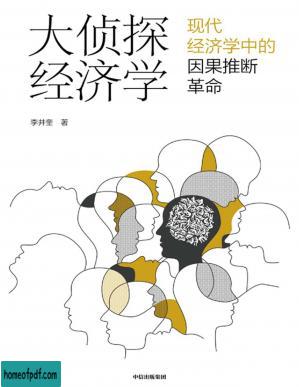 大侦探
经济学
现代
经济学中的
因果推断
革命
李井奎 著
中信出版集团
homeofpdf.com